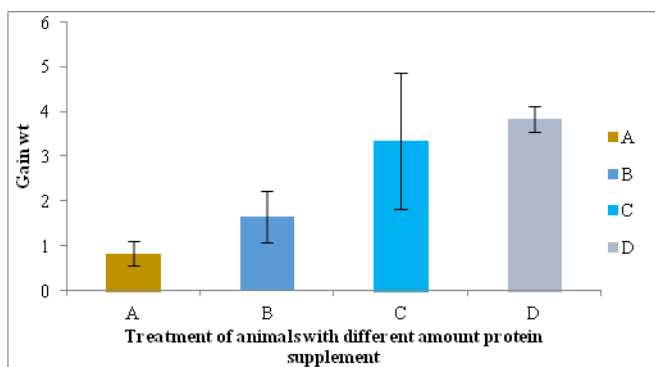 6
5
4
3
2
1
0
Gain wt
A
B
C
D
A B C D
Treatment of animals with different amount protein
supplement